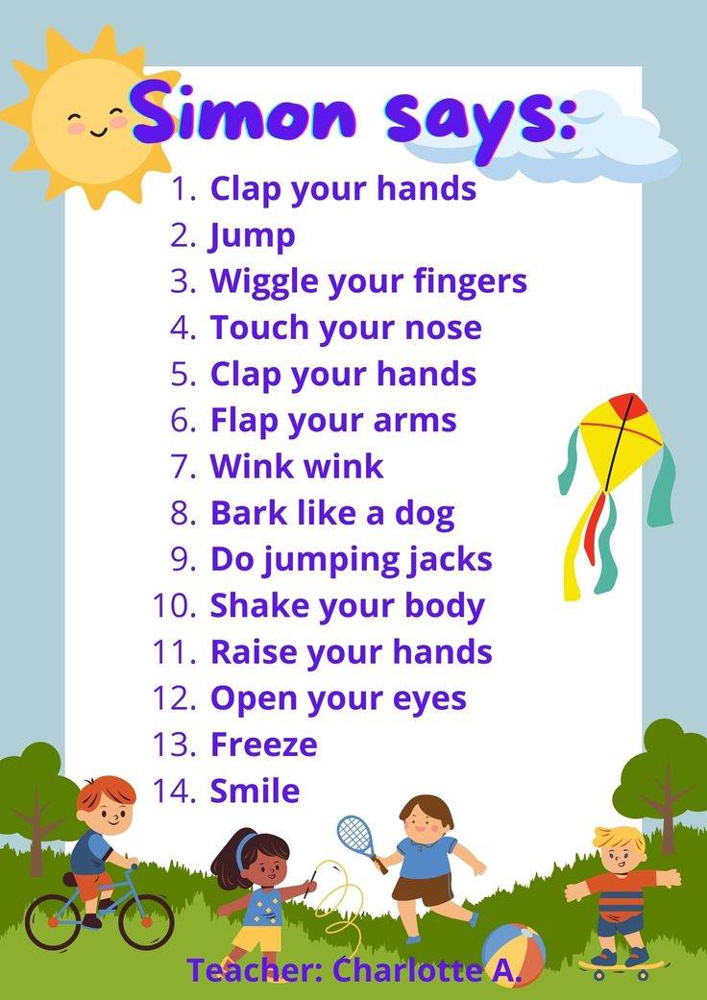 Simon says:
1. Clap your hands
2. Jump
3. Wiggle your fingers
4. Touch your nose
5. Clap your hands
6. Flap your arms
7. Wink wink
8. Bark like a dog
9. Do jumping jacks
10. Shake your body
11. Raise your hands
12. Open your eyes
13. Freeze
14. Smile
Teacher: Charlotte A.